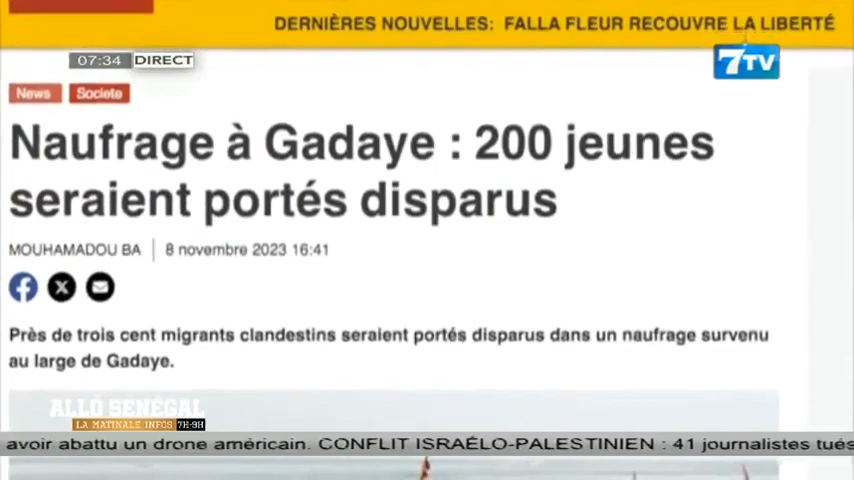 DERNIÈRES NOUVELLES: FALLA FLEUR RECOUVRE LA LIBERTÉ
07:34 DIRECT
7TV
News Societe
Naufrage à Gadaye : 200 jeunes
seraient portés disparus
MOUHAMADOU BA 8 novembre 2023 16:41
Près de trois cent migrants clandestins seraient portés disparus dans un naufrage survenu
au large de Gadaye.
ALLÔ SÉNÉGAL
LA MATINALE INFOS 7H-9H
avoir abattu un drone américain. CONFLIT ISRAÉLO-PALESTINIEN : 41 journalistes tués